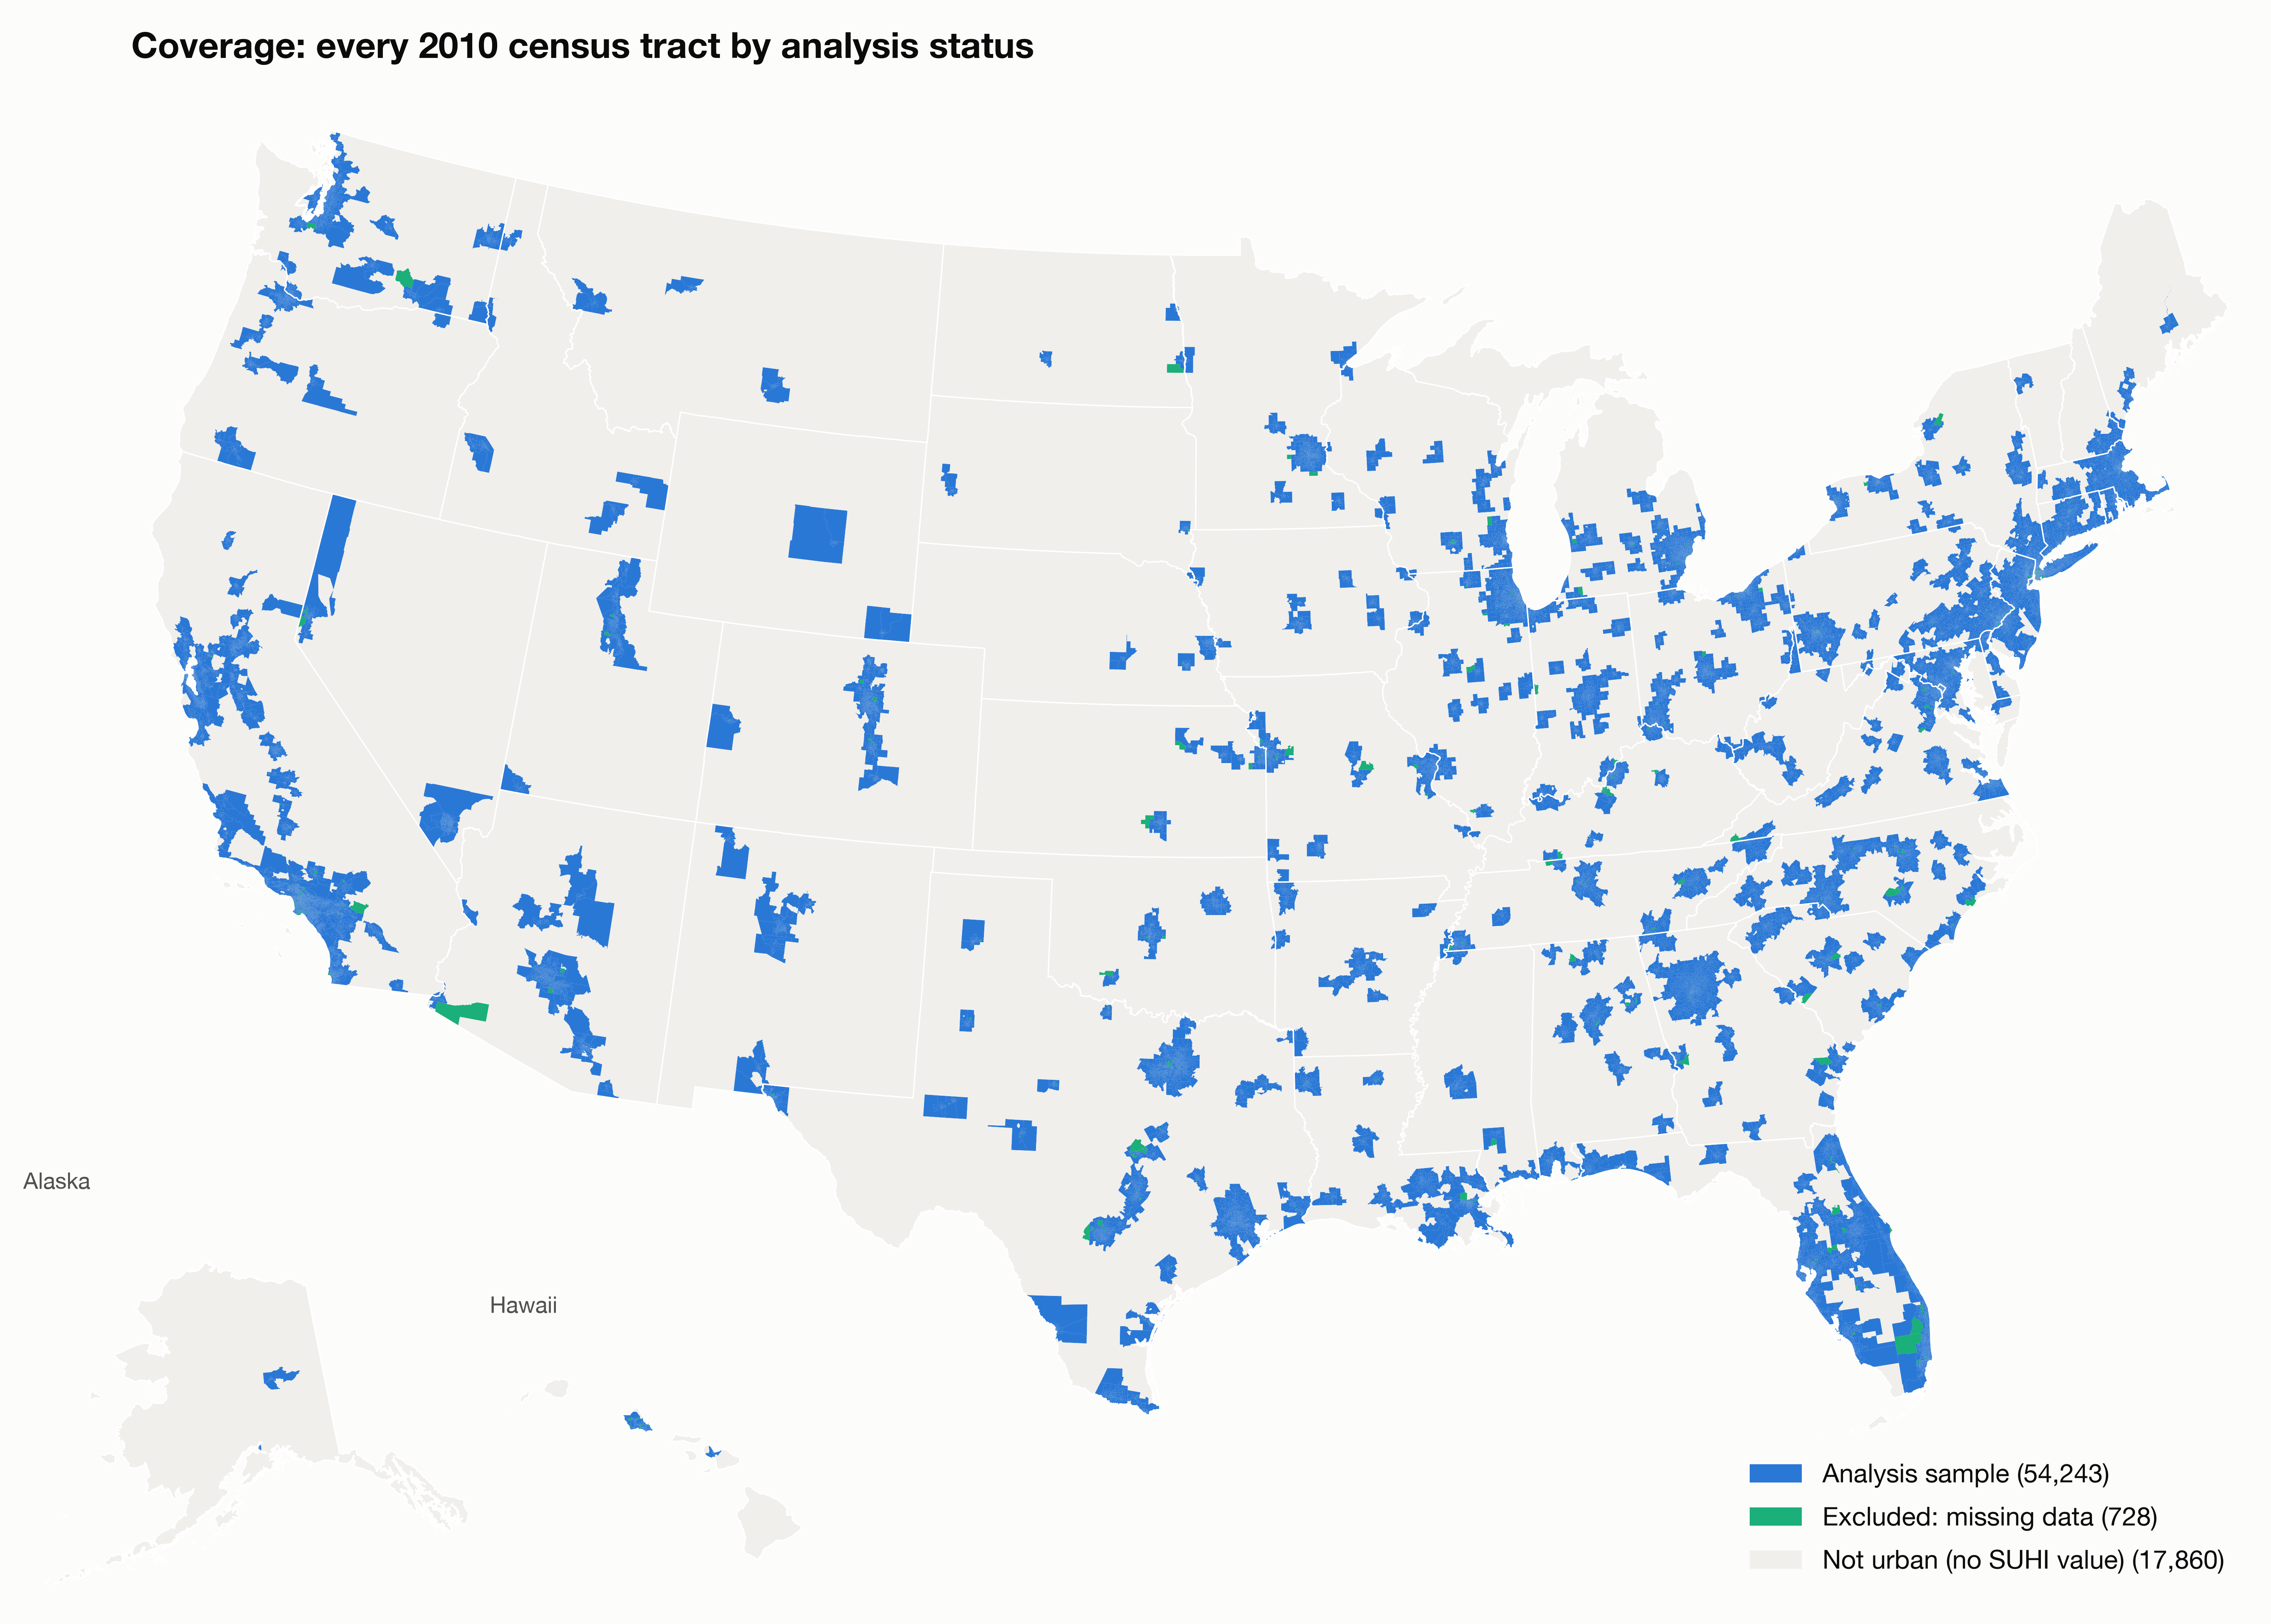 Coverage: every 2010 census tract by analysis status
Alaska
Hawaii
Analysis sample (54,243)
Excluded: missing data (728)
Not urban (no SUHI value) (17,860)